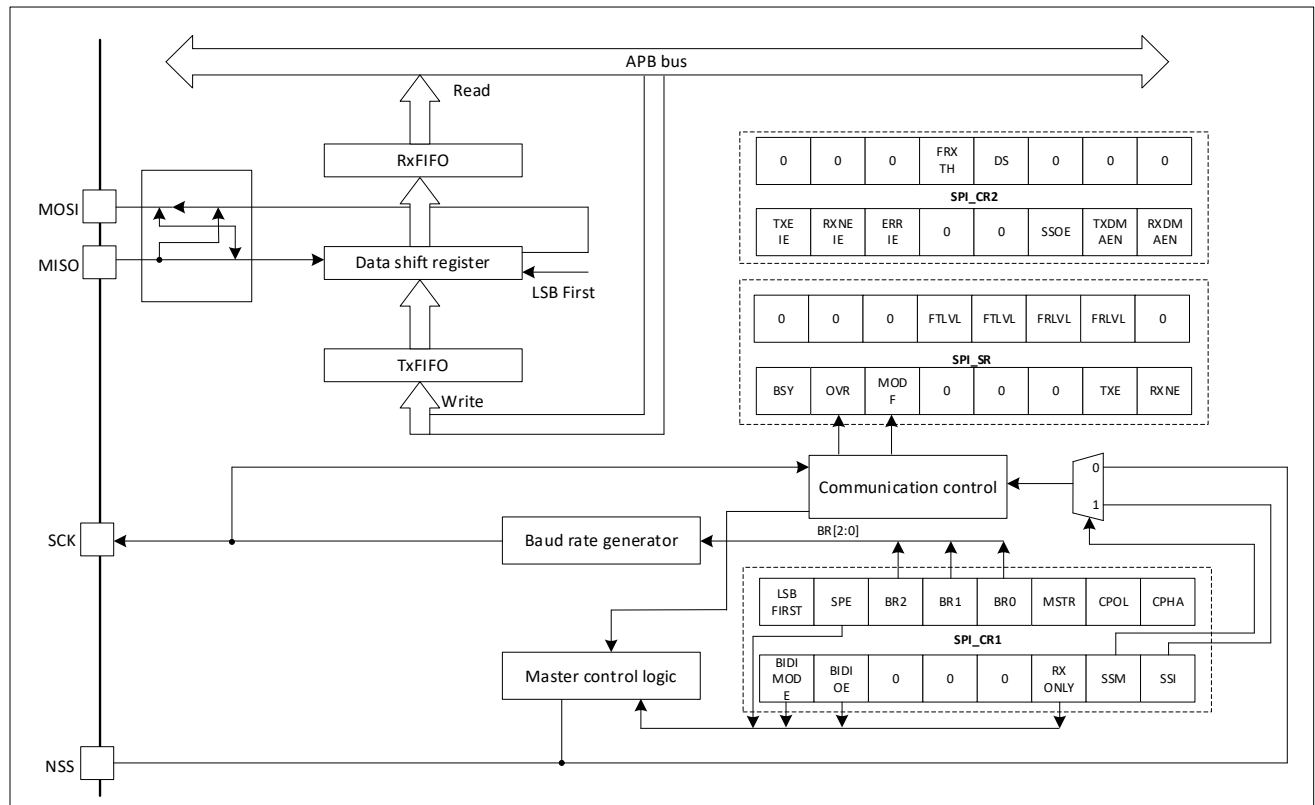 APB bus
Read
RxFIFO
MOSI
MISO
Data shift register
LSB First
TxFIFO
Write
0 0 0 FRX TH DS 0 0 0
SPI_CR2
TXE IE RXNE IE ERR IE 0 0 SSOE TXDM AEN RXDM AEN
0 0 0 FTLVL FTLVL FRLVL FRLVL 0
SPI_SR
BSY OVR MOD F 0 0 0 TXE RXNE
Communication control
0
1
SCK
Baud rate generator
BR[2:0]
LSB FIRST SPE BR2 BR1 BR0 MSTR CPOL CPHA
SPI_CR1
BIDI MOD E BIDI OE 0 0 0 RX ONLY SSM SSI
Master control logic
NSS